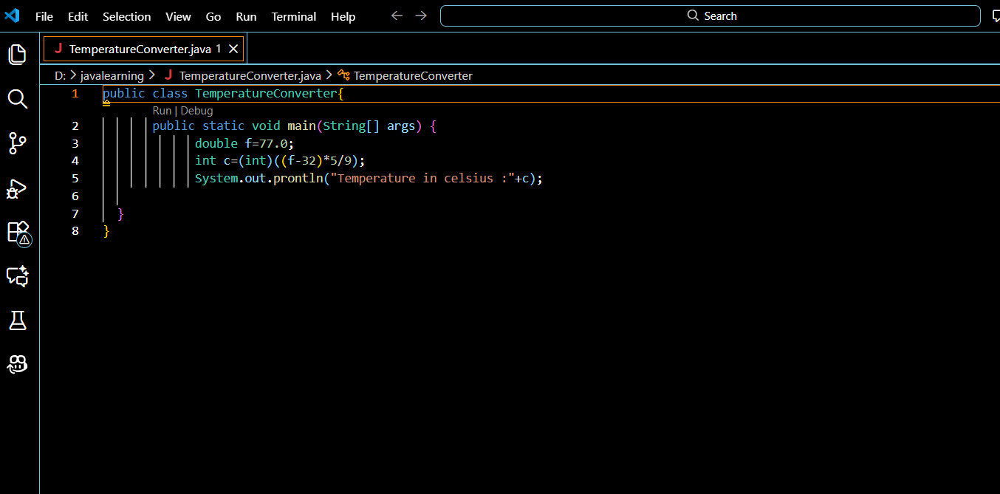 File Edit Selection View Go Run Terminal Help Search
TemperatureConverter.java 1
D: javalearning TemperatureConverter.java TemperatureConverter
1 public class TemperatureConverter{
Run | Debug
2 public static void main(String[] args) {
3 double f=77.0;
4 int c=(int)((f-32)*5/9);
5 System.out.prontln("Temperature in celsius :"+c);
6
7 }
8 }